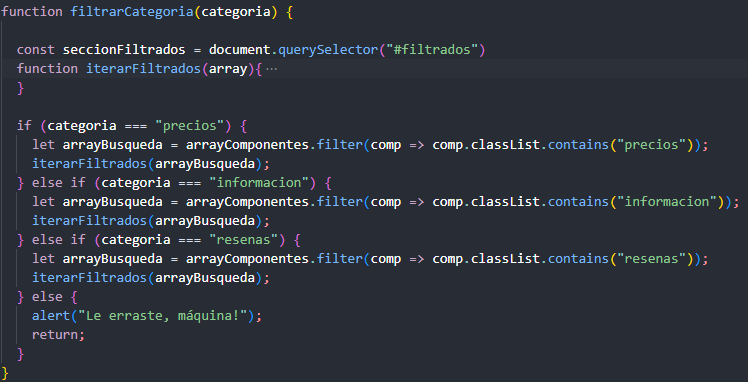 function filtrarCategoria(categoria) {
const seccionFiltrados = document.querySelector("#filtrados")
function iterarFiltrados(array){ ···
}
if (categoria === "precios") {
let arrayBusqueda = arrayComponentes.filter(comp => comp.classList.contains("precios"));
iterarFiltrados(arrayBusqueda);
} else if (categoria === "informacion") {
let arrayBusqueda = arrayComponentes.filter(comp => comp.classList.contains("informacion"));
iterarFiltrados(arrayBusqueda);
} else if (categoria === "resenas") {
let arrayBusqueda = arrayComponentes.filter(comp => comp.classList.contains("resenas"));
iterarFiltrados(arrayBusqueda);
} else {
alert("Le erraste, máquina!");
return;
}
}